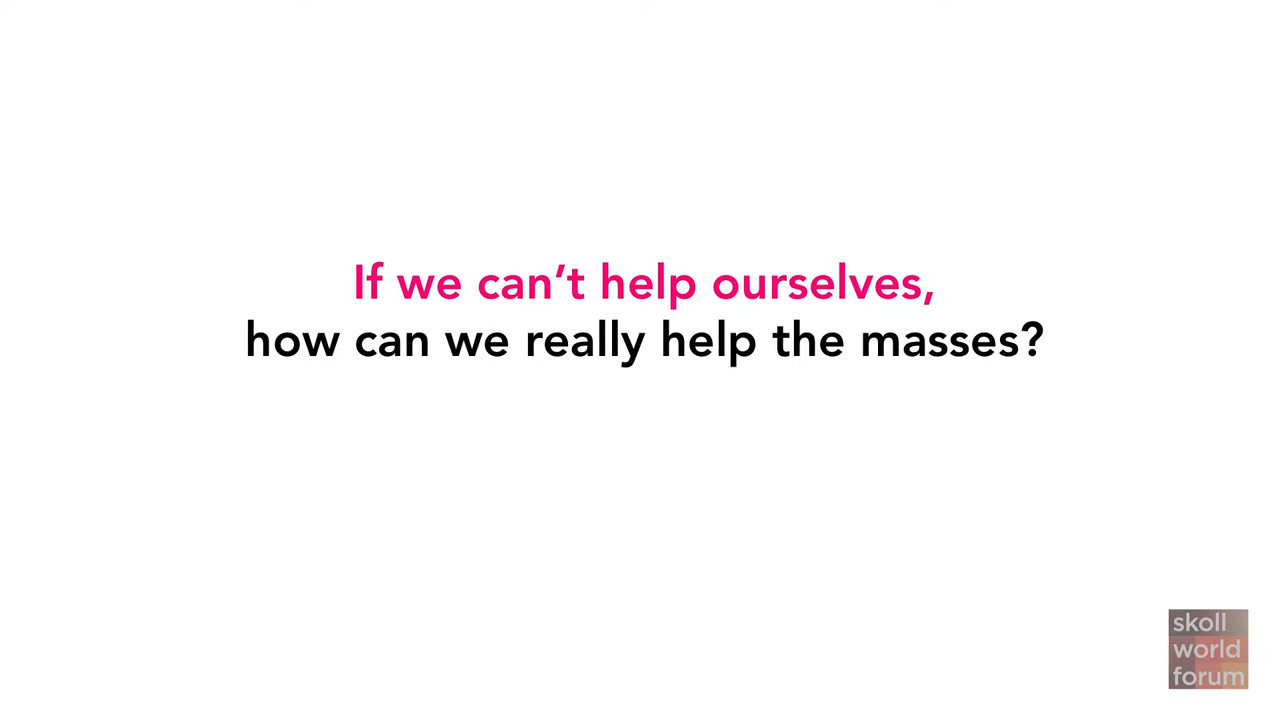 If we can’t help ourselves,
how can we really help the masses?
skoll
world
forum